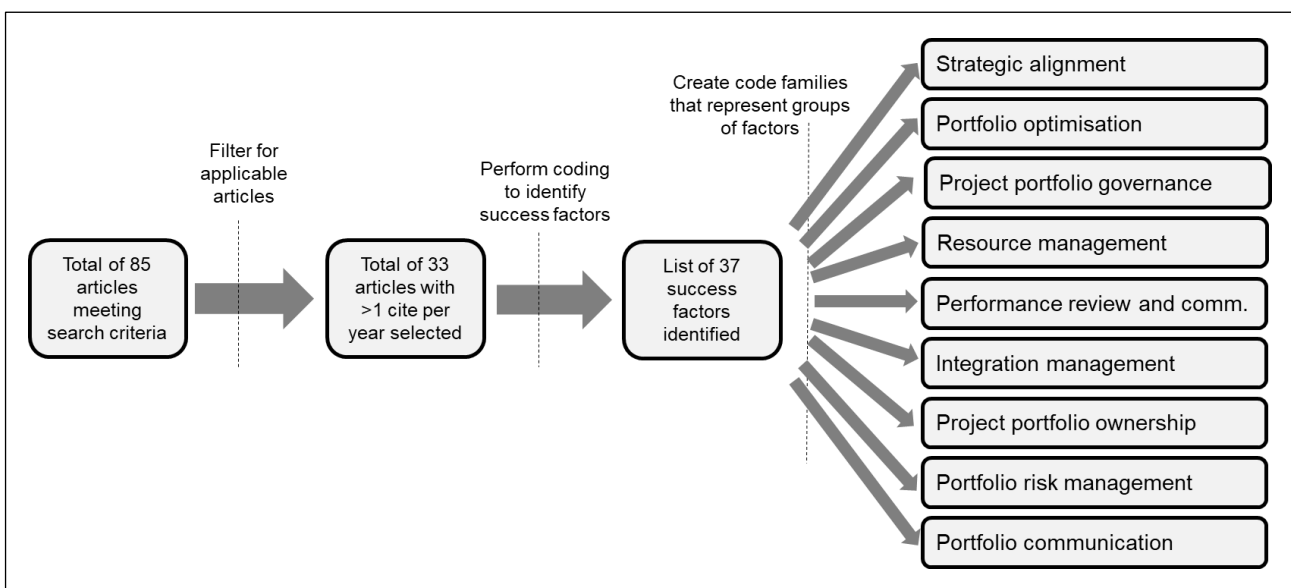 Filter for
applicable
articles
Perform coding
to identify
success factors
Create code families
that represent groups
of factors
Total of 85
articles
meeting
search criteria
Total of 33
articles with
>1 cite per
year selected
List of 37
success
factors
identified
Strategic alignment
Portfolio optimisation
Project portfolio governance
Resource management
Performance review and comm.
Integration management
Project portfolio ownership
Portfolio risk management
Portfolio communication